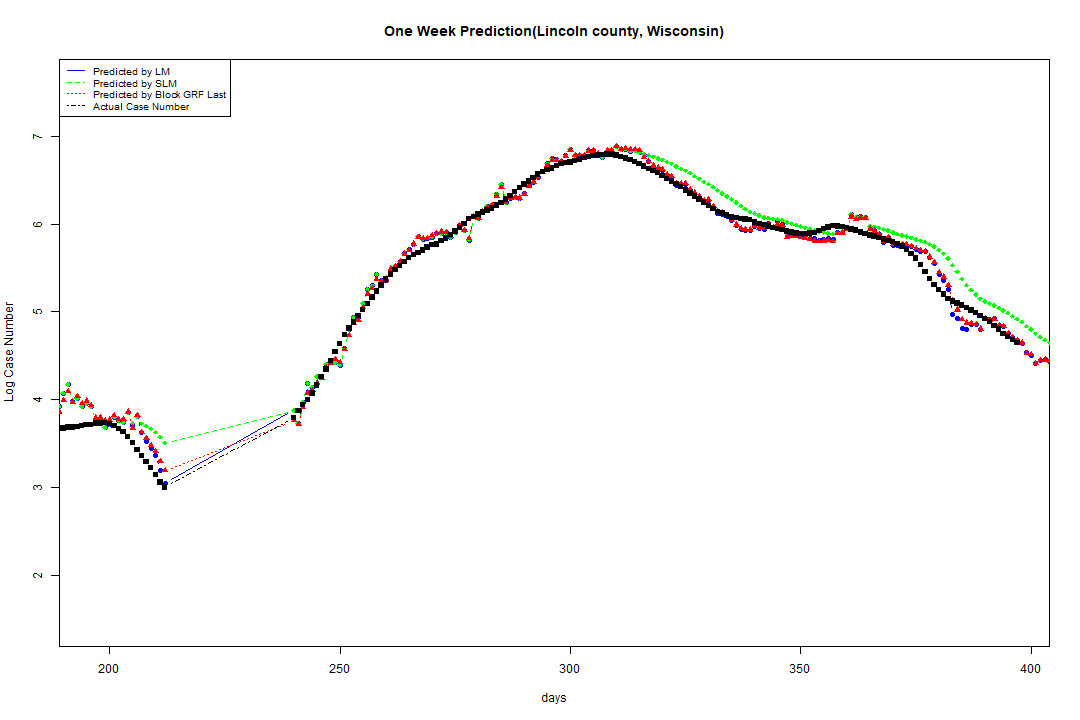 One Week Prediction(Lincoln county, Wisconsin)
Predicted by LM
Predicted by SLM
Predicted by Block GRF Last
Actual Case Number
7
6
5
4
3
2
Log Case Number
200
250
300
350
400
days